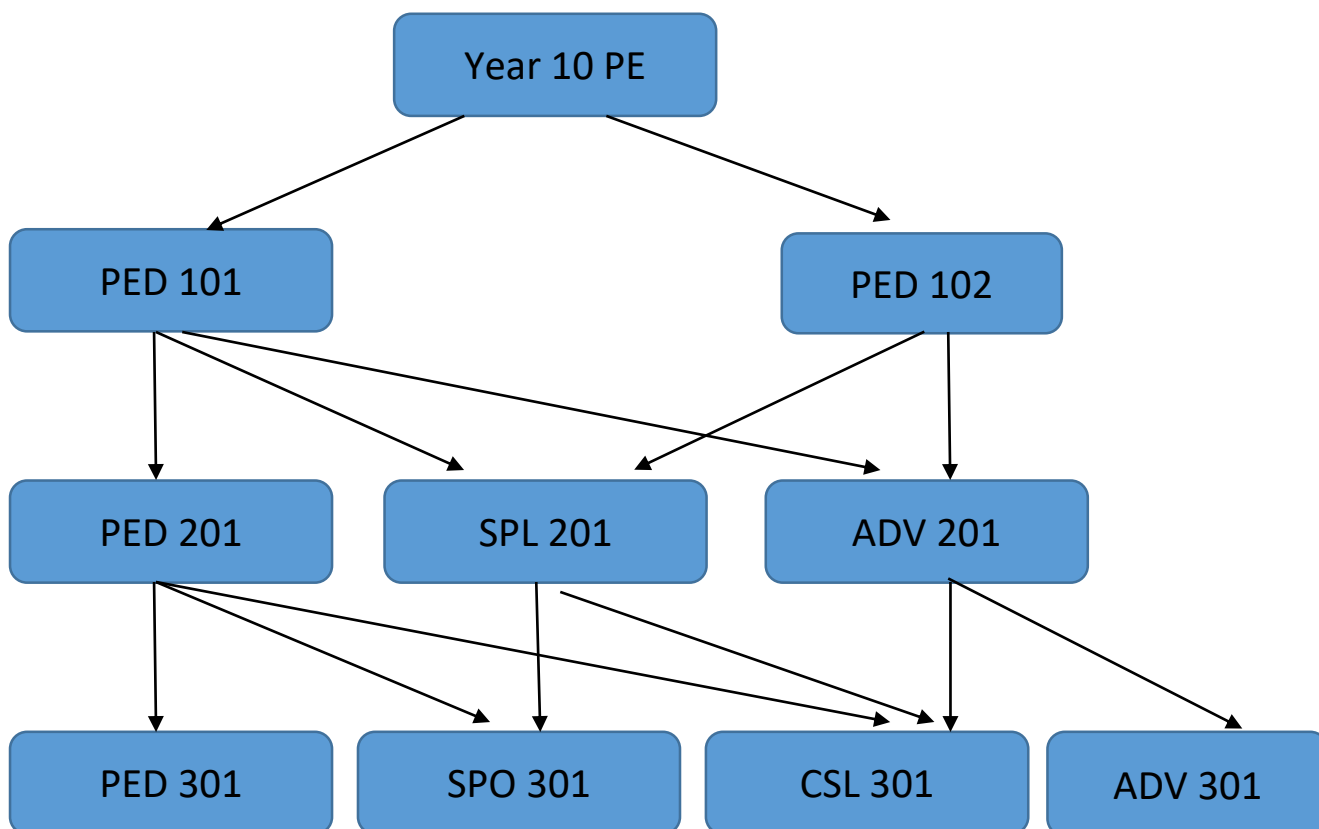 Year 10 PE
PED 101
PED 102
PED 201
SPL 201
ADV 201
PED 301
SPO 301
CSL 301
ADV 301